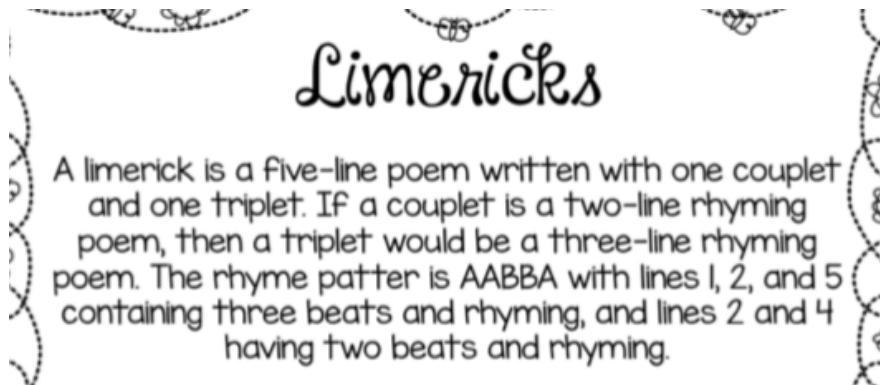 Limericks
A limerick is a five-line poem written with one couplet
and one triplet. If a couplet is a two-line rhyming
poem, then a triplet would be a three-line rhyming
poem. The rhyme patter is AABBA with lines 1, 2, and 5
containing three beats and rhyming, and lines 2 and 4
having two beats and rhyming.